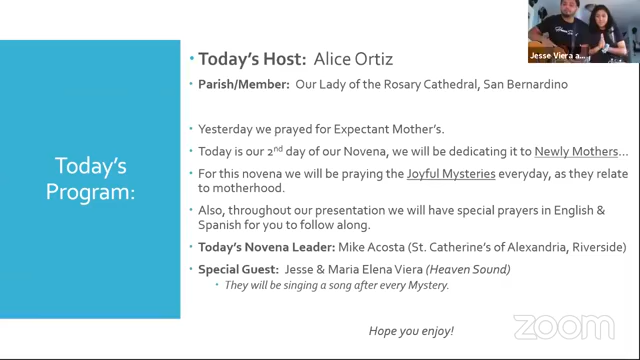 Jesse Viera a...
Today's
Program:
Today's Host: Alice Ortiz
Parish/Member: Our Lady of the Rosary Cathedral, San Bernardino
Yesterday we prayed for Expectant Mother's.
Today is our 2nd day of our Novena, we will be dedicating it to Newly Mothers...
For this novena we will be praying the Joyful Mysteries everyday, as they relate
to motherhood.
Also, throughout our presentation we will have special prayers in English &
Spanish for you to follow along.
Today's Novena Leader: Mike Acosta (St. Catherine's of Alexandria, Riverside)
Special Guest: Jesse & Maria Elena Viera (Heaven Sound)
They will be singing a song after every Mystery.
Hope you enjoy!
zoom